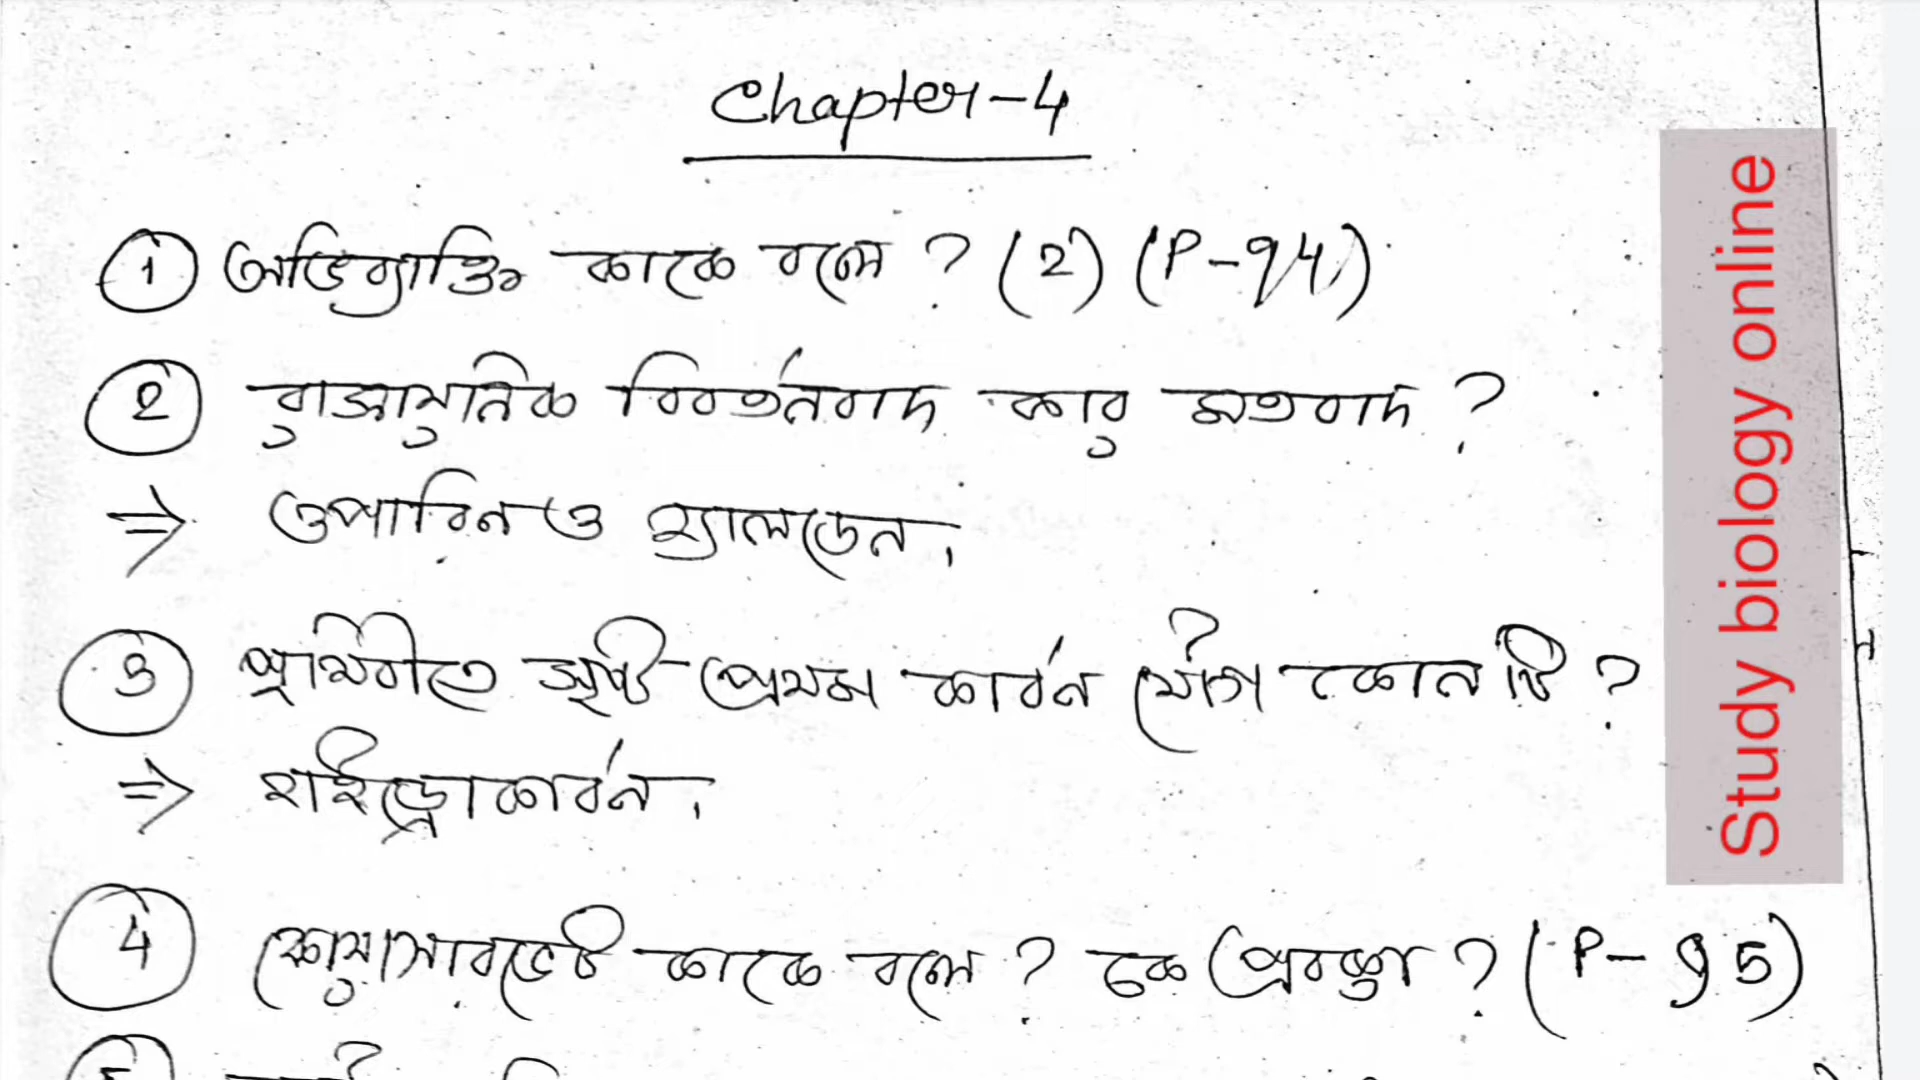 Chapter-4
① অভিব্যাক্তি কাকে বলে ? (2) (P-94)
② রাসায়নিক বিবর্তনবাদ কার মতবাদ ?
⇒ ওপারিন ও হ্যালডেন।
③ পৃথিবীতে সৃষ্টি প্রথম কার্বন যৌগ কোনটি ?
⇒ হাইড্রোকার্বন।
④ কোয়াসারভেট কাকে বলে ? কে প্রবক্তা ? (P-95)
Study biology online